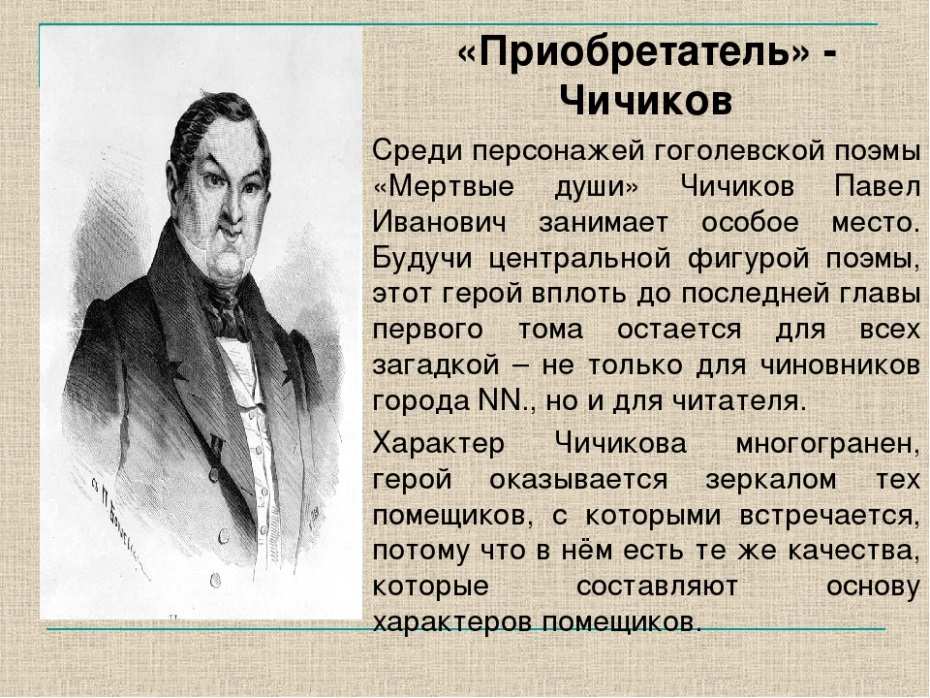 «Приобретатель» -
Чичиков
Среди персонажей гоголевской поэмы
«Мертвые души» Чичиков Павел
Иванович занимает особое место.
Будучи центральной фигурой поэмы,
этот герой вплоть до последней главы
первого тома остается для всех
загадкой – не только для чиновников
города NN., но и для читателя.
Характер Чичикова многогранен,
герой оказывается зеркалом тех
помещиков, с которыми встречается,
потому что в нём есть те же качества,
которые составляют основу
характеров помещиков.